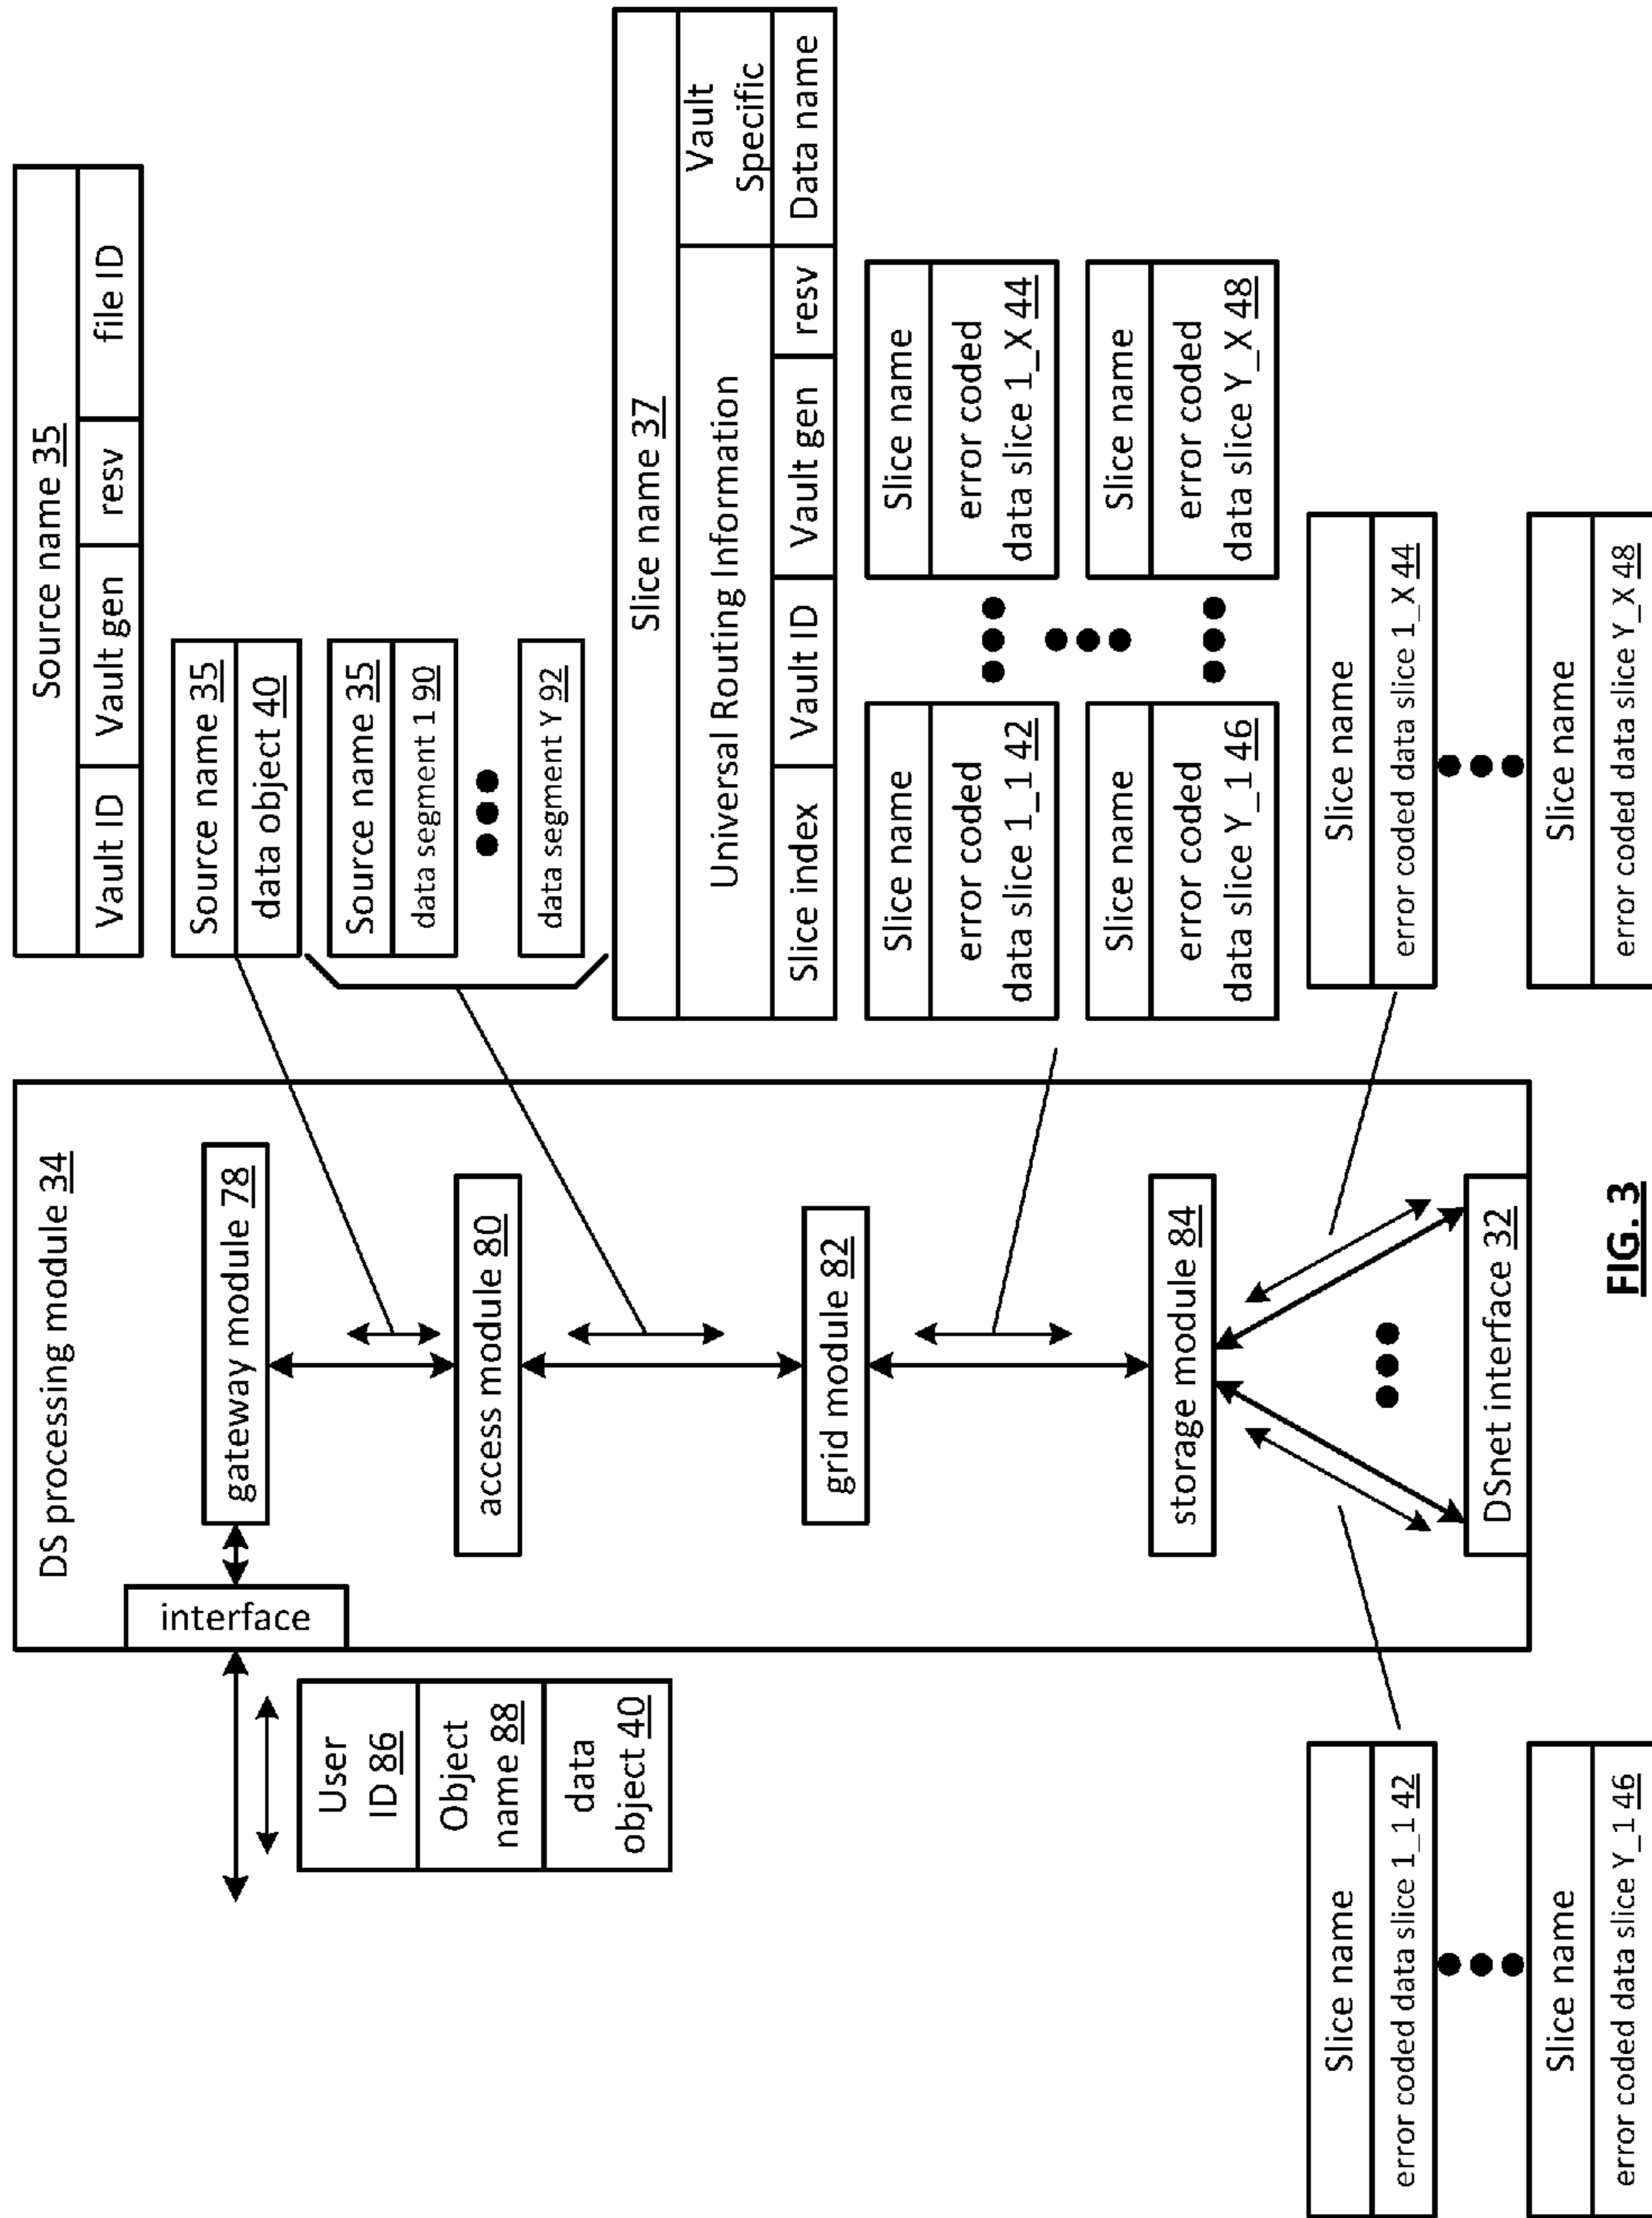 DS processing module 34
interface
gateway module 78
access module 80
grid module 82
storage module 84
DSnet interface 32
User
ID 86
Object
name 88
data
object 40
Source name 35
Vault ID
Vault gen
resv
file ID
Source name 35
data object 40
Source name 35
data segment 1 90
data segment Y 92
Slice name 37
Universal Routing Information
Vault
Specific
Slice index
Vault ID
Vault gen
resv
Data name
Slice name
error coded
data slice 1_1 42
Slice name
error coded
data slice 1_X 44
Slice name
error coded
data slice Y_1 46
Slice name
error coded
data slice Y_X 48
Slice name
error coded data slice 1_1 42
Slice name
error coded data slice Y_1 46
Slice name
error coded data slice 1_X 44
Slice name
error coded data slice Y_X 48
FIG. 3